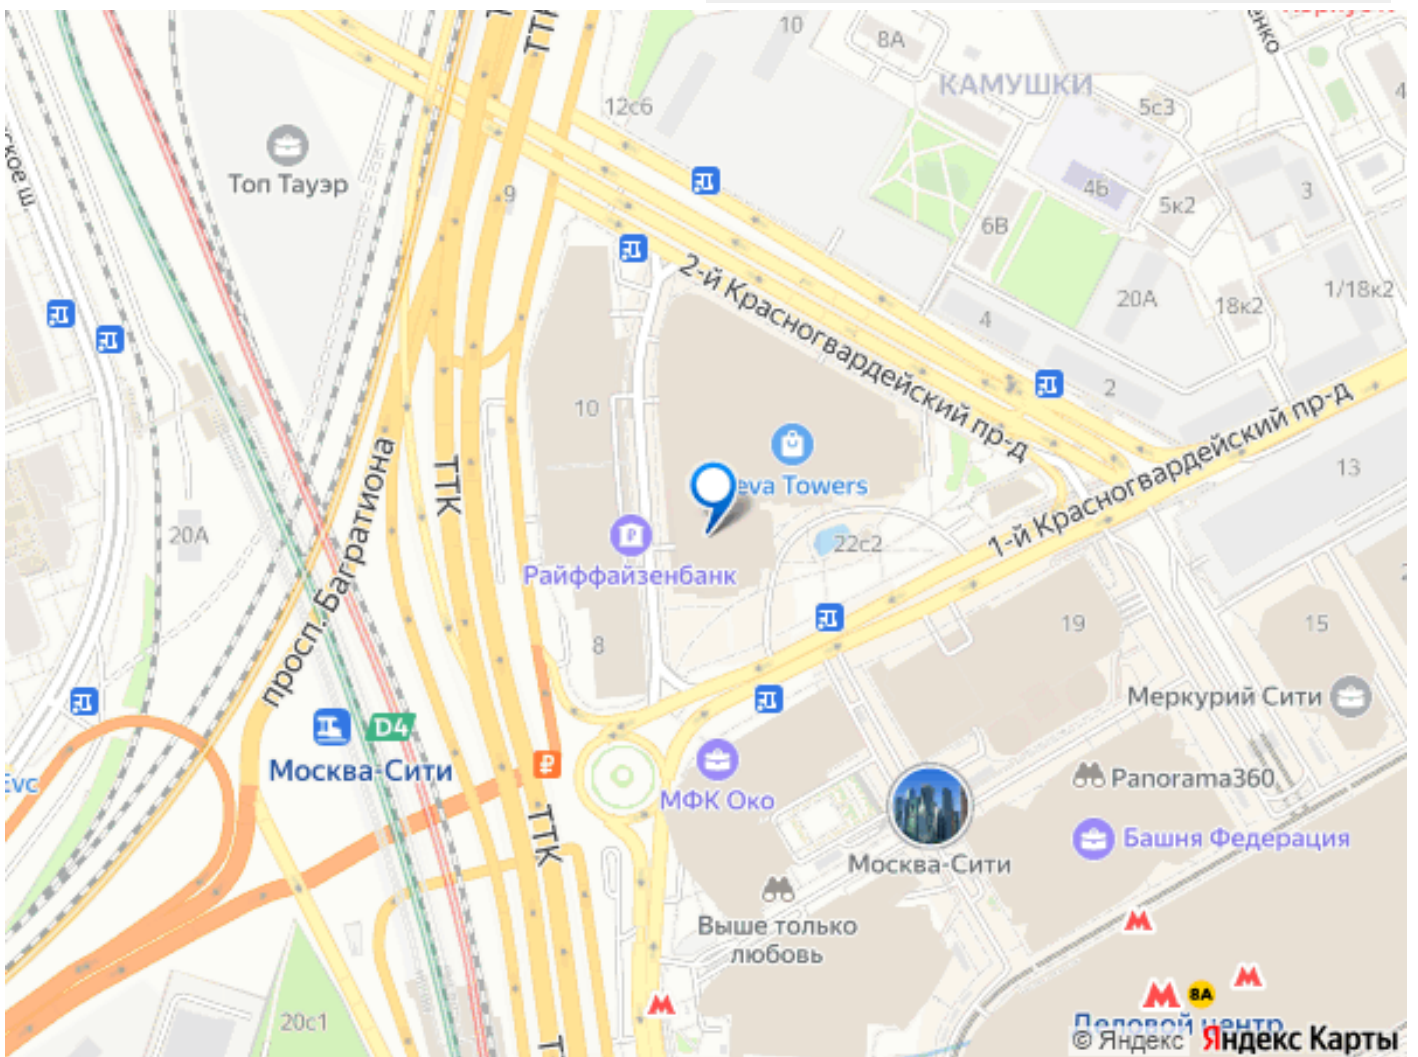 10
8А
КАМУШКИ
ТТК
12с6
5с3
Топ Тауэр
9
4Б
5к2
3
6В
20А
18к2
1/18к2
4
2-й Красногвардейский пр-д
2
10
eva Towers
1-й Красногвардейский пр-д
13
ТТК
просп. Багратиона
20А
22с2
Райффайзенбанк
8
19
15
Меркурий Сити
D4
Москва-Сити
МФК Око
Panorama360
Башня Федерация
Москва-Сити
ТТК
Выше только
любовь
8А
20с1
Деловой центр
© Яндекс Яндекс Карты